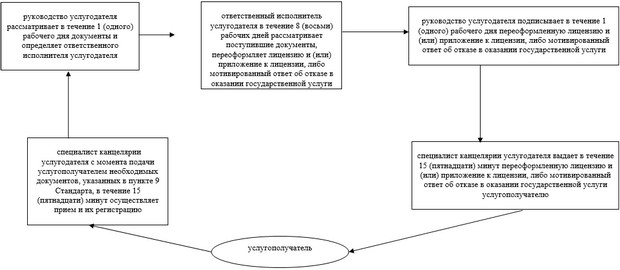 руководство услугодателя
рассматривает в течение 1 (одного)
рабочего дня документы и
определяет ответственного
исполнителя услугодателя
ответственный исполнитель
услугодателя в течение 8 (восьми)
рабочих дней рассматривает
поступившие документы,
переоформляет лицензию и (или)
приложение к лицензии, либо
мотивированный ответ об отказе в
оказании государственной услуги
руководство услугодателя подписывает в течение 1
(одного) рабочего дня переоформленную лицензию и
(или) приложение к лицензии, либо мотивированный
ответ об отказе в оказании государственной услуги
специалист канцелярии
услугодателя с момента подачи
услугополучателем необходимых
документов, указанных в пункте 9
Стандарта, в течение 15
(пятнадцати) минут осуществляет
прием и их регистрацию
специалист канцелярии услугодателя выдает в течение
15 (пятнадцати) минут переоформленную лицензию и
(или) приложение к лицензии, либо мотивированный
ответ об отказе в оказании государственной услуги
услугополучателю
услугополучатель